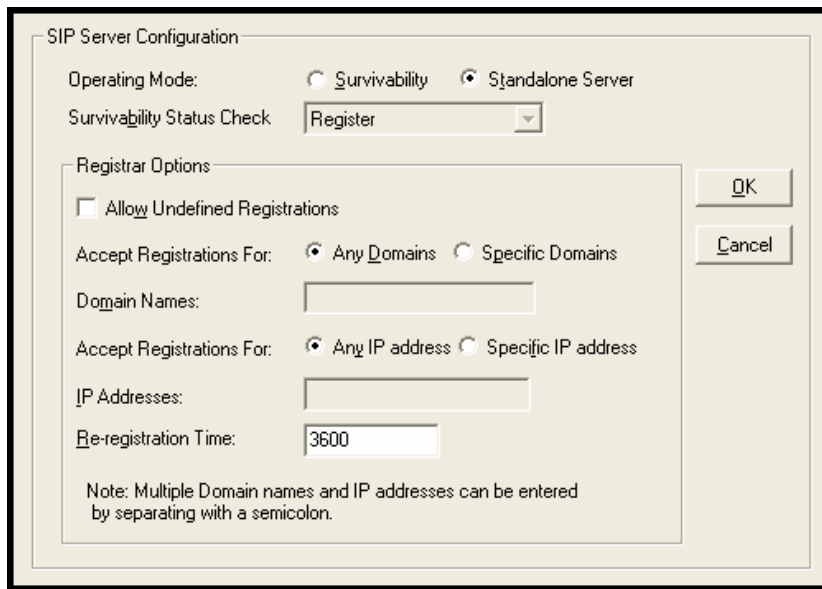 SIP Server Configuration
Operating Mode: Survivability Standalone Server
Survivability Status Check Register
Registrar Options
Allow Undefined Registrations
OK
Accept Registrations For: Any Domains Specific Domains
Cancel
Domain Names:
Accept Registrations For: Any IP address Specific IP address
IP Addresses:
Re-registration Time: 3600
Note: Multiple Domain names and IP addresses can be entered
by separating with a semicolon.